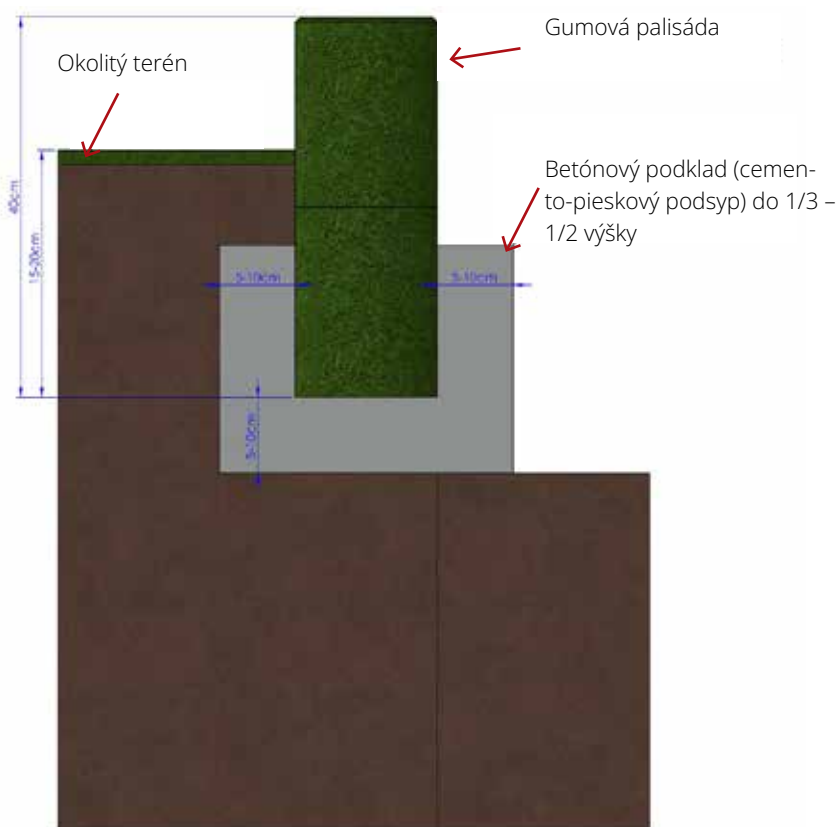 Gumová palisáda
Okolitý terén
Betónový podklad (cemen-
to-pieskový podsyp) do 1/3 –
1/2 výšky
40cm
15-20cm
5-10cm
5-10cm
5-10cm